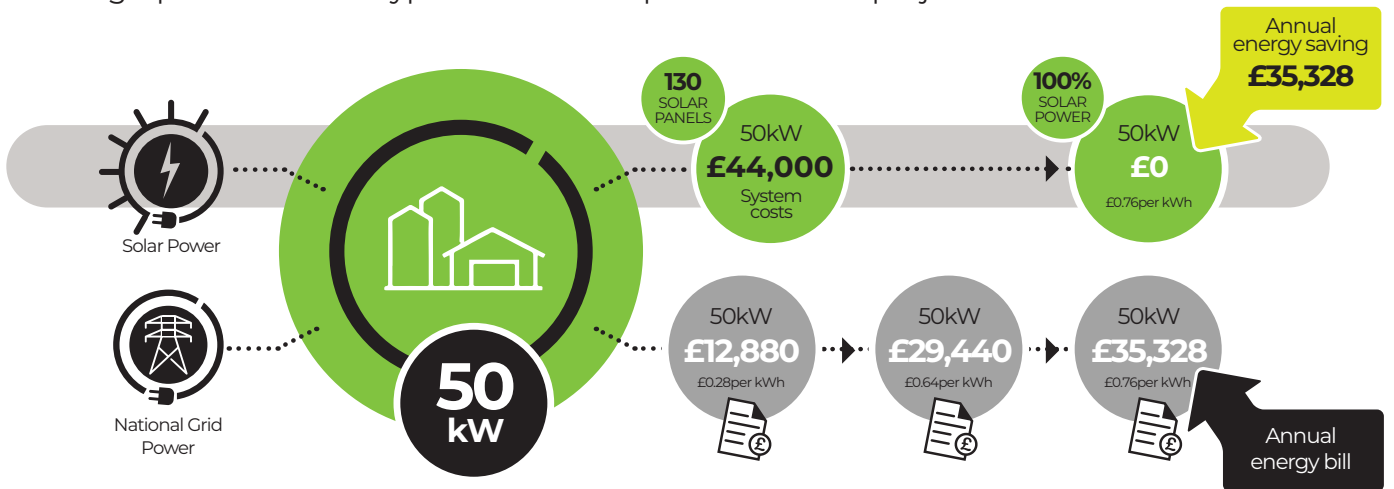 Annual
energy saving
£35,328
130
SOLAR
PANELS
100%
SOLAR
POWER
50kW
£44,000
System
costs
50kW
£0
£0.76per kWh
Solar Power
50kW
£12,880
£0.28per kWh
50kW
£29,440
£0.64per kWh
50kW
£35,328
£0.76per kWh
50
kW
National Grid
Power
Annual
energy bill
£
£
£